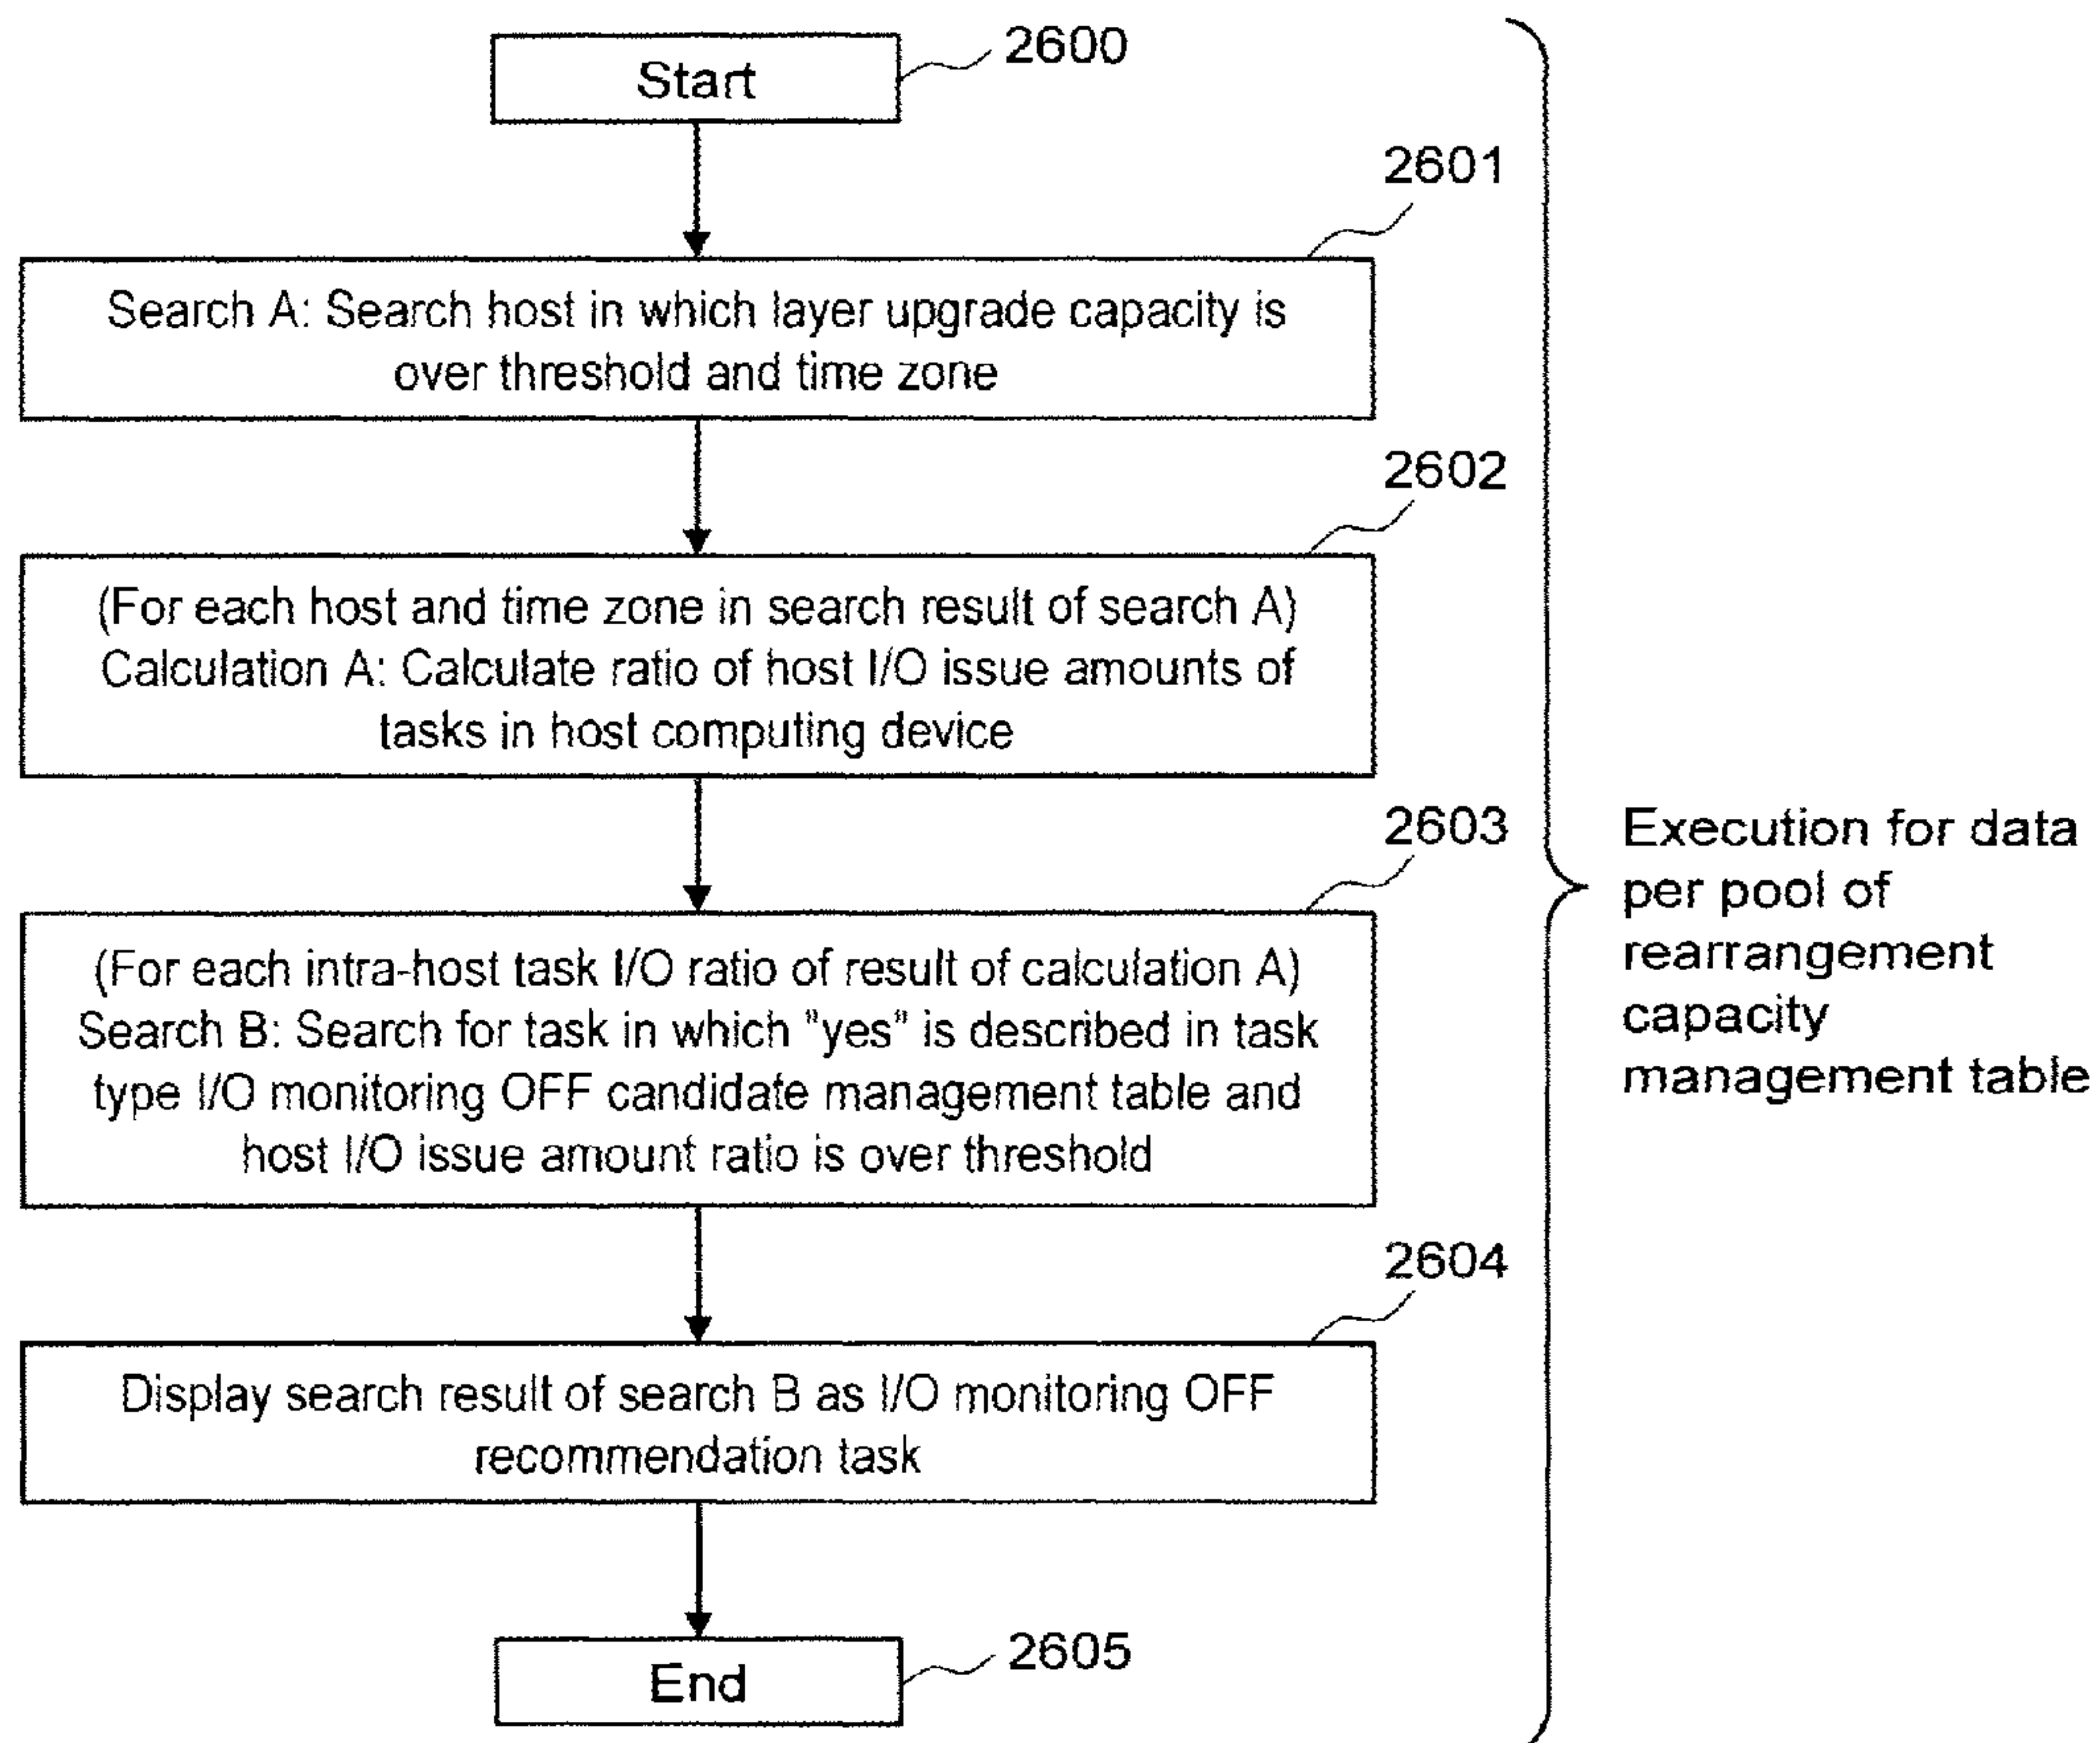 Start
2600
2601
Search A: Search host in which layer upgrade capacity is
over threshold and time zone
2602
(For each host and time zone in search result of search A)
Calculation A: Calculate ratio of host I/O issue amounts of
tasks in host computing device
2603
(For each intra-host task I/O ratio of result of calculation A)
Search B: Search for task in which "yes" is described in task
type I/O monitoring OFF candidate management table and
host I/O issue amount ratio is over threshold
2604
Display search result of search B as I/O monitoring OFF
recommendation task
End
2605
Execution for data
per pool of
rearrangement
capacity
management table